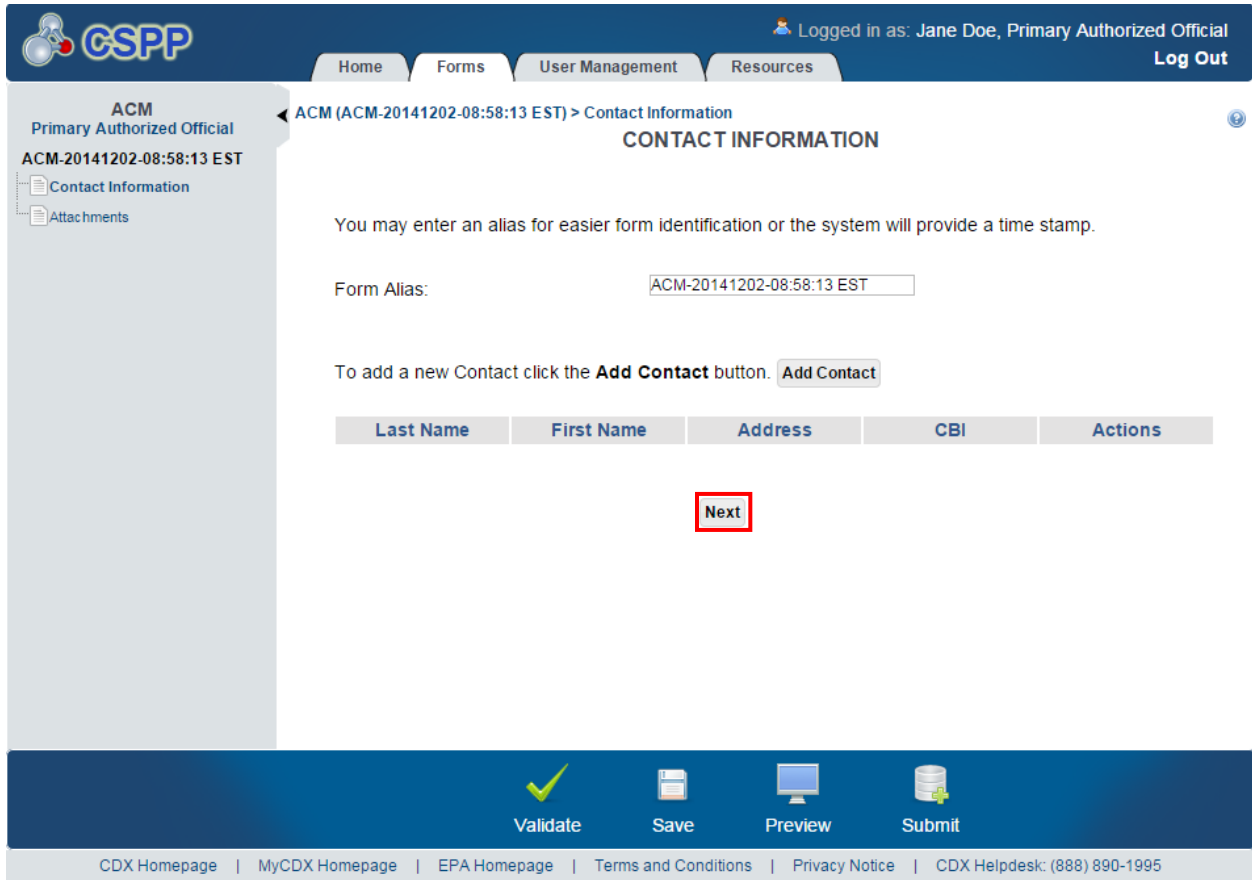 CSPP
Logged in as: Jane Doe, Primary Authorized Official
Log Out
Home Forms User Management Resources
ACM
Primary Authorized Official
ACM-20141202-08:58:13 EST
Contact Information
Attachments
ACM (ACM-20141202-08:58:13 EST) > Contact Information
CONTACT INFORMATION
You may enter an alias for easier form identification or the system will provide a time stamp.
Form Alias: ACM-20141202-08:58:13 EST
To add a new Contact click the Add Contact button. Add Contact
Last Name First Name Address CBI Actions
Next
Validate Save Preview Submit
CDX Homepage | MyCDX Homepage | EPA Homepage | Terms and Conditions | Privacy Notice | CDX Helpdesk: (888) 890-1995